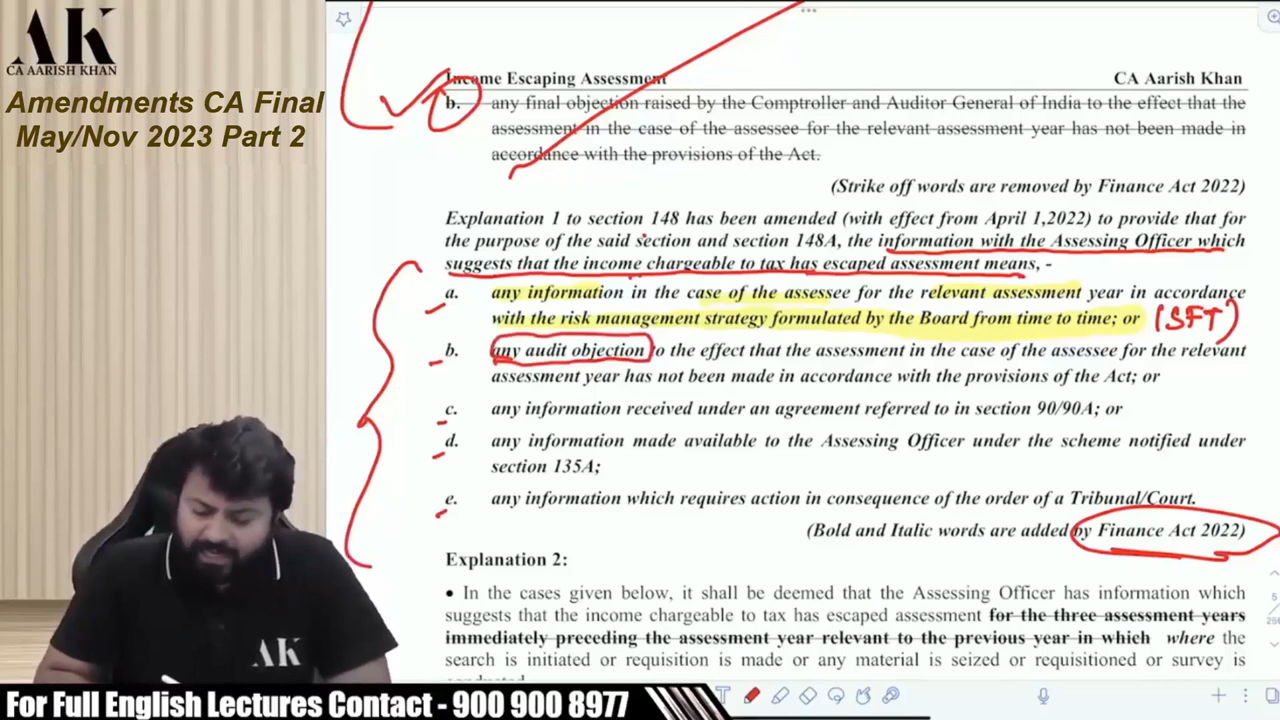 AK
CA AARISH KHAN
Amendments CA Final
May/Nov 2023 Part 2
Income Escaping Assessment CA Aarish Khan
b. any final objection raised by the Comptroller and Auditor General of India to the effect that the
assessment in the case of the assessee for the relevant assessment year has not been made in
accordance with the provisions of the Act.
(Strike off words are removed by Finance Act 2022)
Explanation 1 to section 148 has been amended (with effect from April 1,2022) to provide that for
the purpose of the said section and section 148A, the information with the Assessing Officer which
suggests that the income chargeable to tax has escaped assessment means, -
a. any information in the case of the assessee for the relevant assessment year in accordance
with the risk management strategy formulated by the Board from time to time; or (SFT)
b. any audit objection to the effect that the assessment in the case of the assessee for the relevant
assessment year has not been made in accordance with the provisions of the Act; or
c. any information received under an agreement referred to in section 90/90A; or
d. any information made available to the Assessing Officer under the scheme notified under
section 135A;
e. any information which requires action in consequence of the order of a Tribunal/Court.
(Bold and Italic words are added by Finance Act 2022)
Explanation 2:
• In the cases given below, it shall be deemed that the Assessing Officer has information which
suggests that the income chargeable to tax has escaped assessment for the three assessment years
immediately preceding the assessment year relevant to the previous year in which where the
search is initiated or requisition is made or any material is seized or requisitioned or survey is
AK
5
For Full English Lectures Contact - 900 900 8977